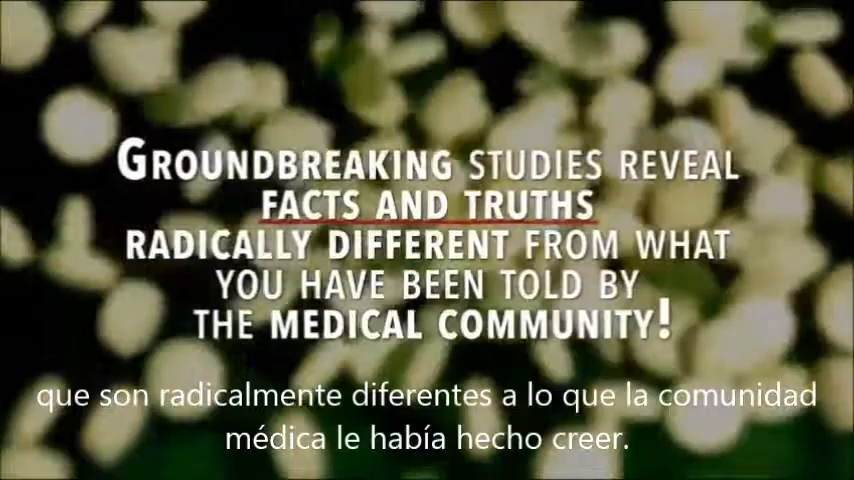 GROUNDBREAKING STUDIES REVEAL
FACTS AND TRUTHS
RADICALLY DIFFERENT FROM WHAT
YOU HAVE BEEN TOLD BY
THE MEDICAL COMMUNITY!
que son radicalmente diferentes a lo que la comunidad
médica le había hecho creer.